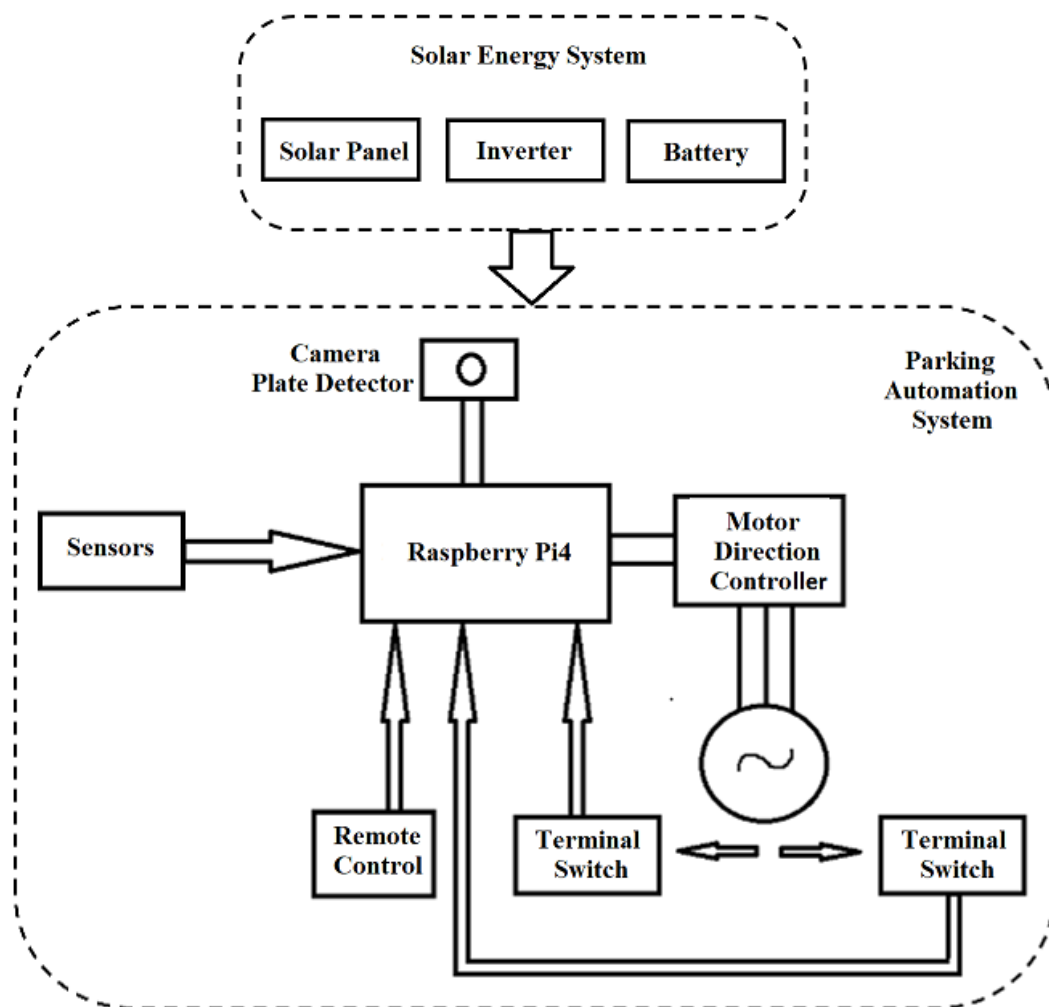 Solar Energy System
Solar Panel
Inverter
Battery
Camera
Plate Detector
Parking
Automation
System
Sensors
Raspberry Pi4
Motor
Direction
Controller
Remote
Control
Terminal
Switch
Terminal
Switch